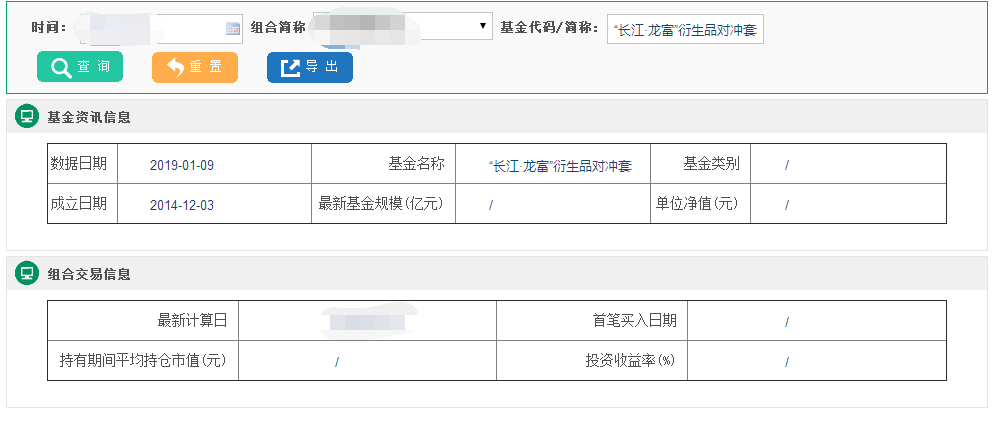 时间： 组合简称 基金代码/简称： “长江·龙富”衍生品对冲套
查 询 重 置 导 出
基金资讯信息
数据日期 2019-01-09 基金名称 “长江·龙富”衍生品对冲套 基金类别 /
成立日期 2014-12-03 最新基金规模(亿元) / 单位净值(元) /
组合交易信息
最新计算日 首笔买入日期 /
持有期间平均持仓市值(元) / 投资收益率(%) /